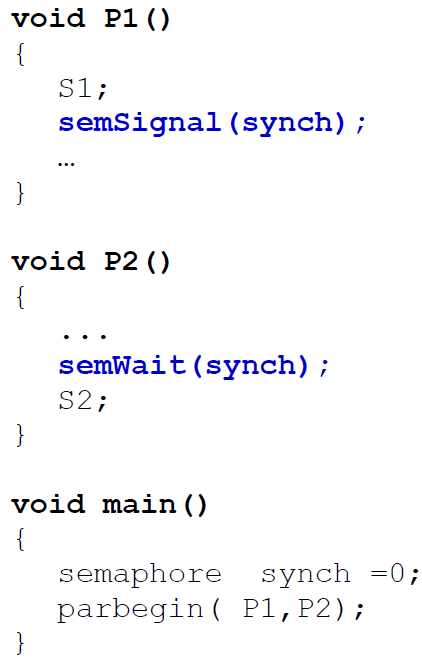 void P1()
{
S1;
semSignal(synch);
…
}
void P2()
{
...
semWait(synch);
S2;
}
void main()
{
semaphore  synch =0;
parbegin( P1,P2);
}